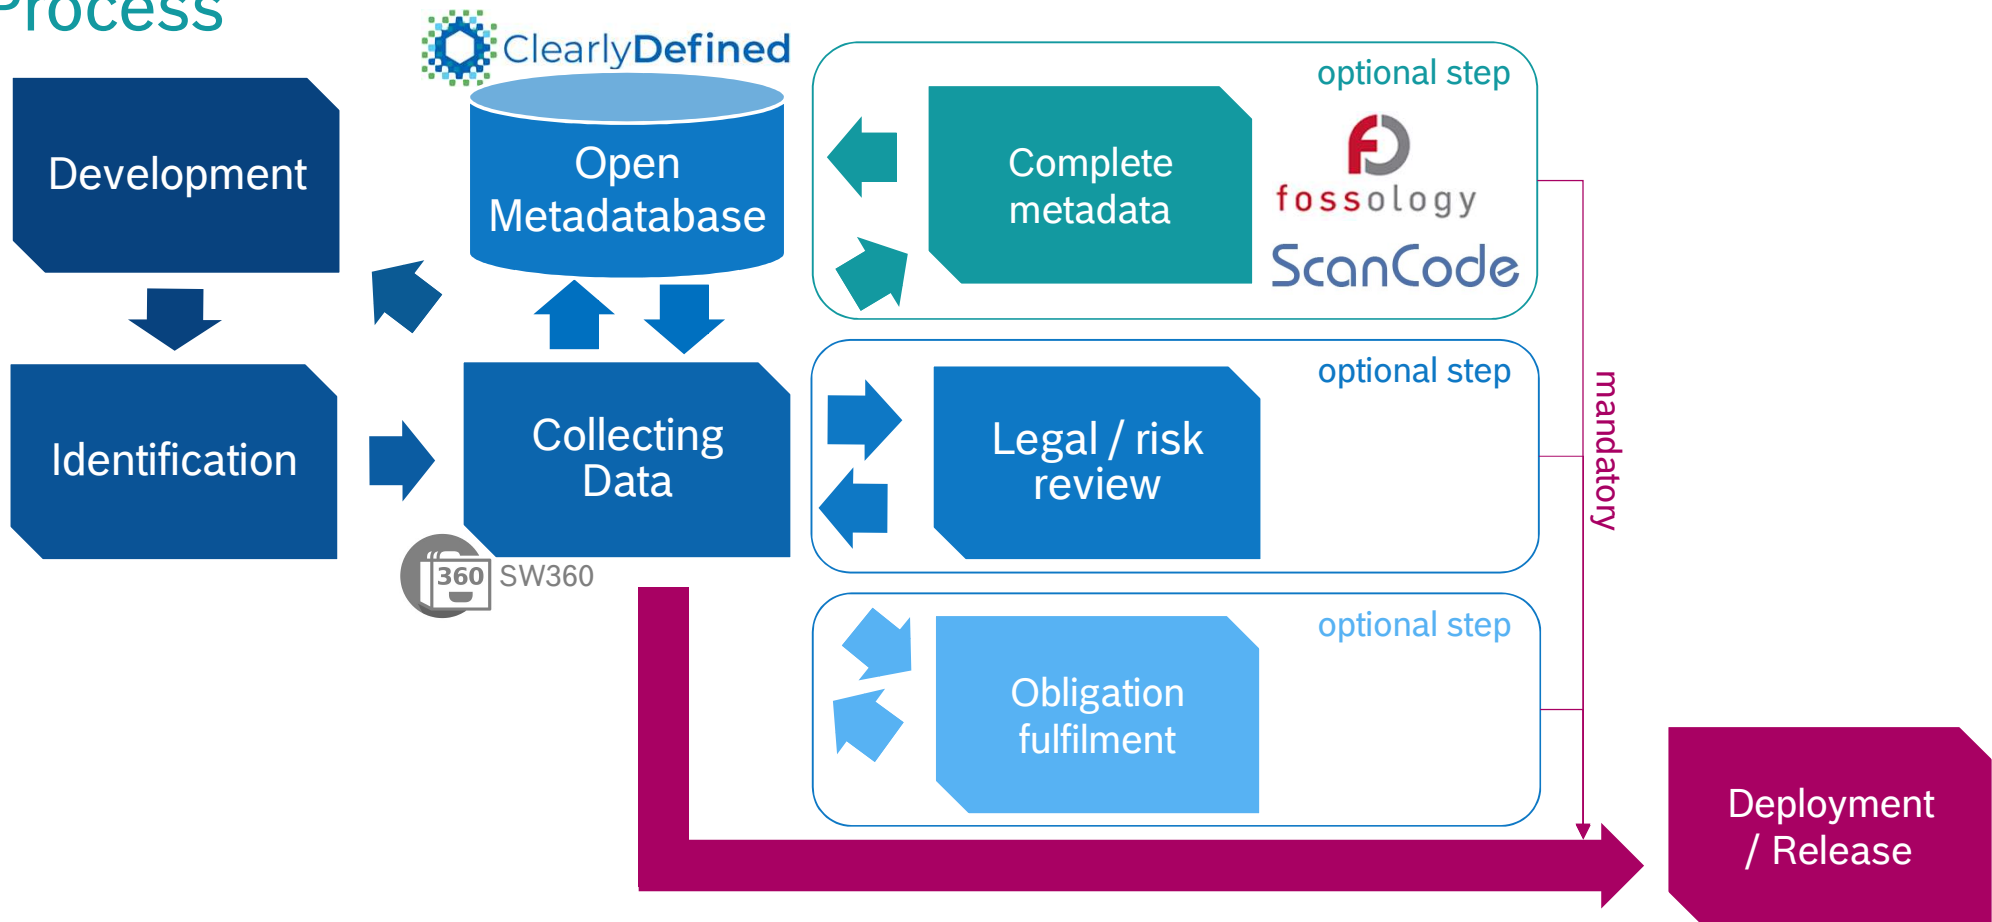 Process
ClearlyDefined
Development
Open
Metadatabase
optional step
Complete
metadata
fossology
ScanCode
Identification
Collecting
Data
360
SW360
optional step
Legal / risk
review
mandatory
optional step
Obligation
fulfilment
Deployment
/ Release